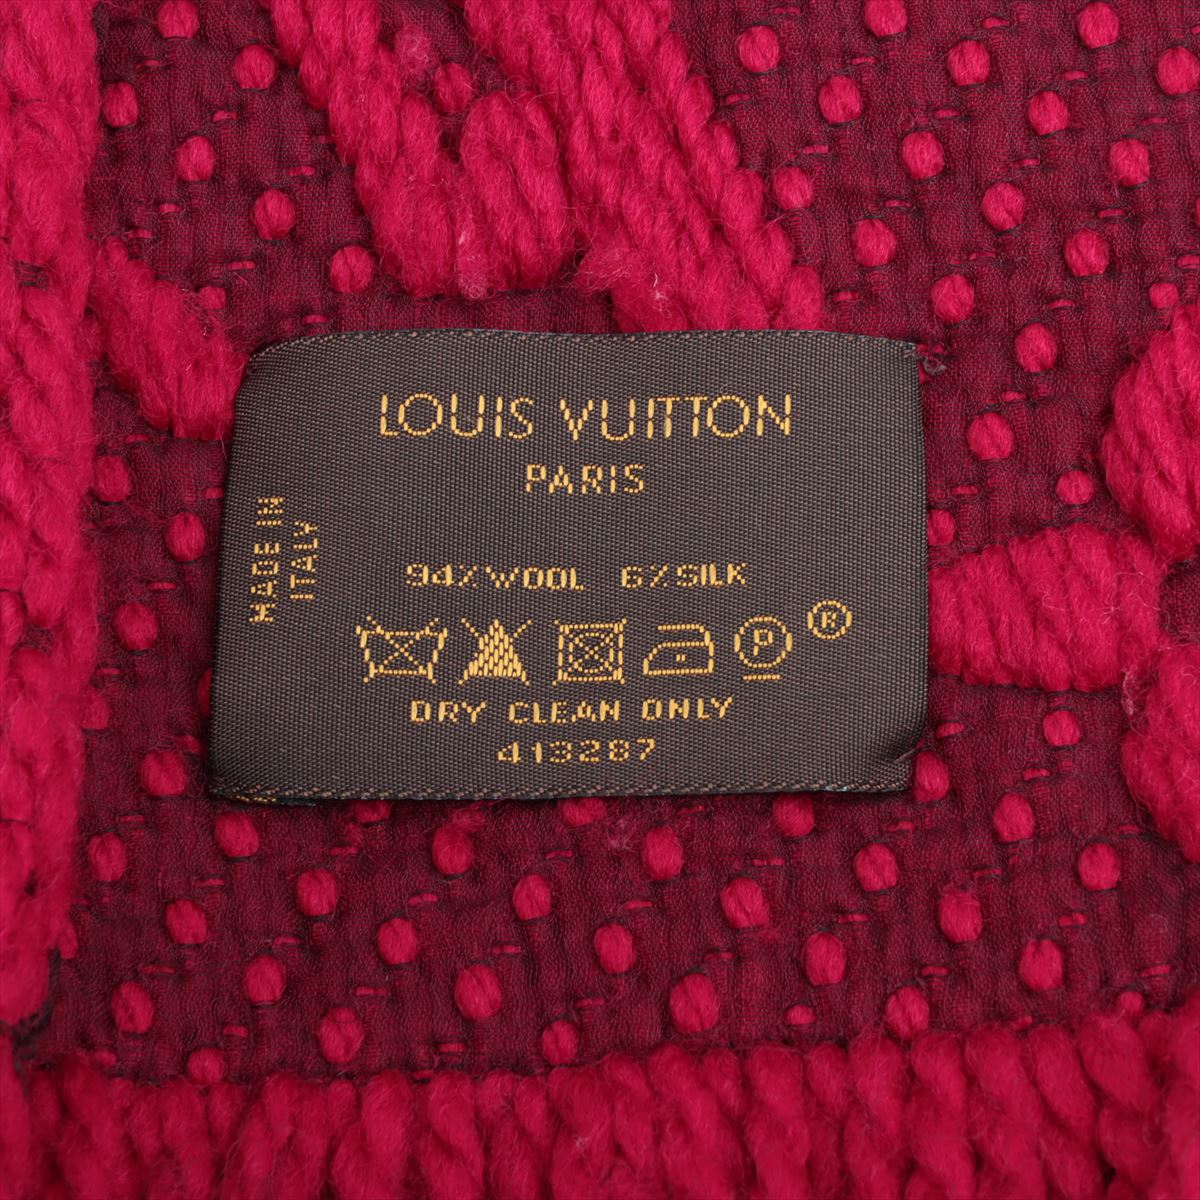 LOUIS VUITTON
PARIS
MADE IN
ITALY
94% WOOL 6% SILK
P ®
DRY CLEAN ONLY
413287